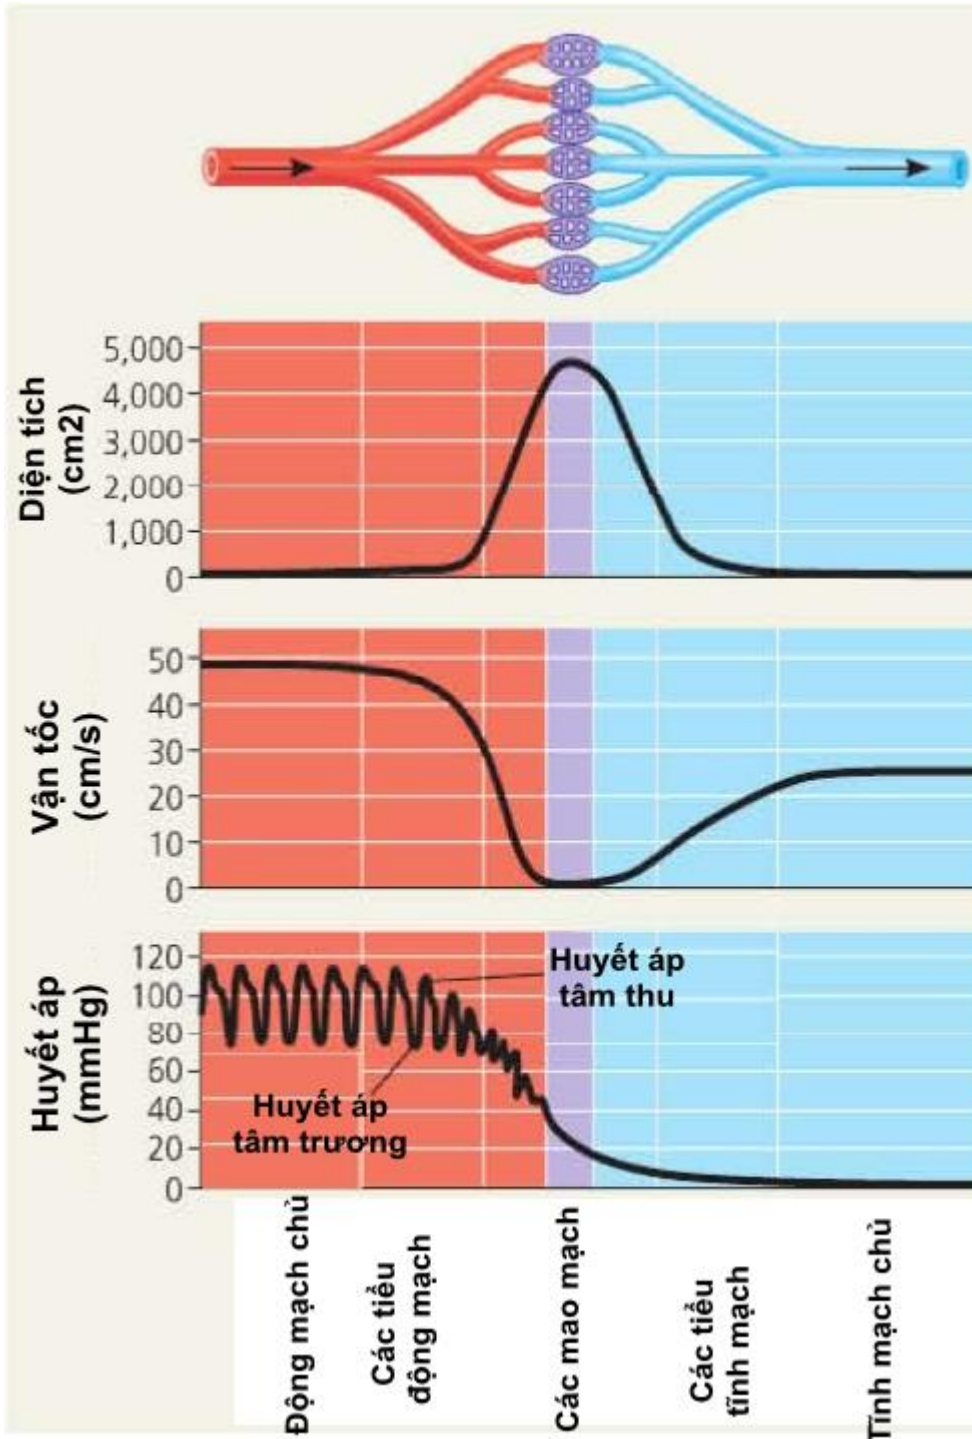 Diện tích
(cm2)
5,000
4,000
3,000
2,000
1,000
0
Vận tốc
(cm/s)
50
40
30
20
10
0
Huyết áp
(mmHg)
120
100
80
60
40
20
0
Huyết áp
tâm thu
Huyết áp
tâm trương
Động mạch chủ
Các tiểu
động mạch
Các mao mạch
Các tiểu
tĩnh mạch
Tĩnh mạch chủ